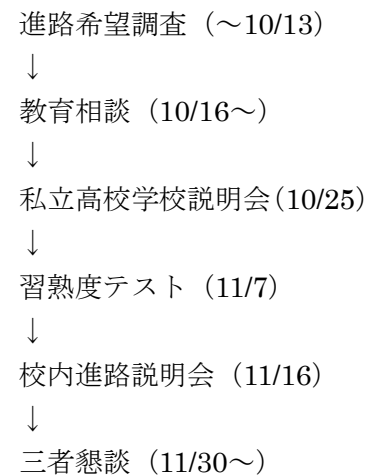 進路希望調査（～10/13）
↓
教育相談（10/16～）
↓
私立高校学校説明会（10/25）
↓
習熟度テスト（11/7）
↓
校内進路説明会（11/16）
↓
三者懇談（11/30～）